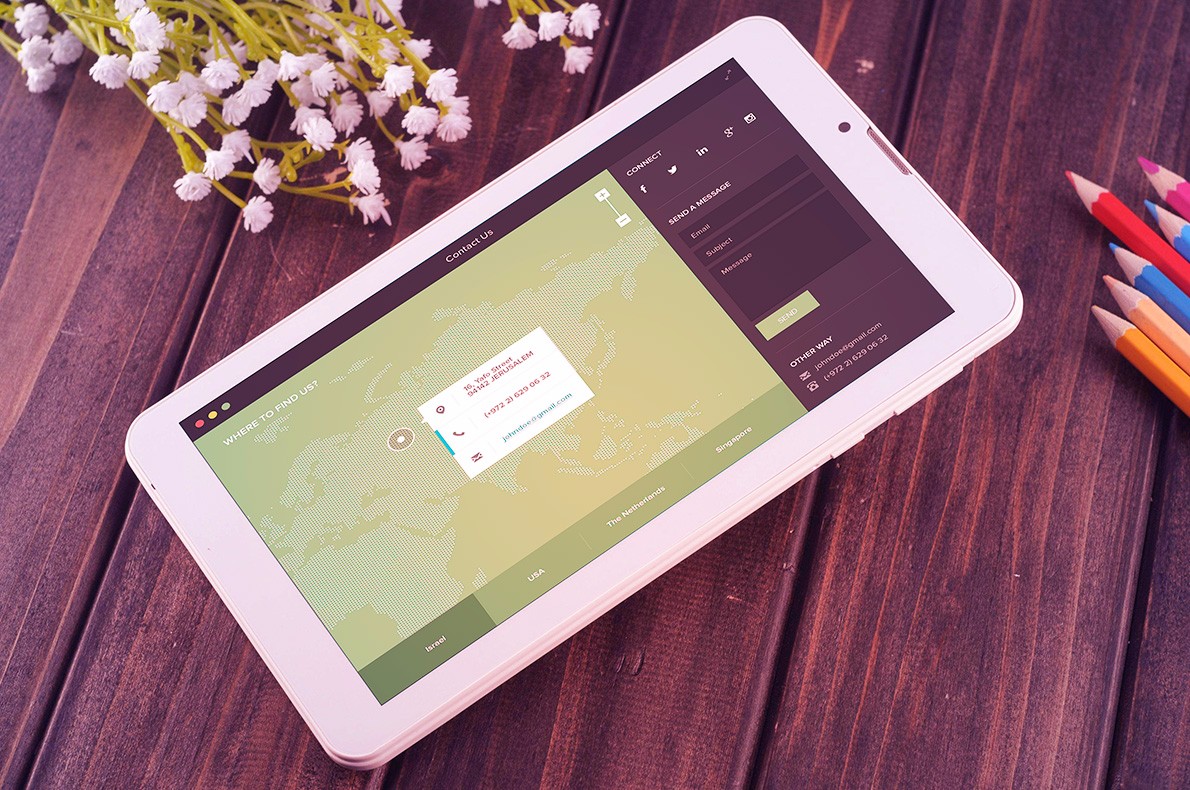 Contact Us
WHERE TO FIND US?
16, Yafo Street
94142 JERUSALEM
(+972 2) 629 06 32
johndoe@gmail.com
Israel
USA
The Netherlands
Singapore
CONNECT
SEND A MESSAGE
Email
Subject
Message
SEND
OTHER WAY
johndoe@gmail.com
(+972 2) 629 06 32